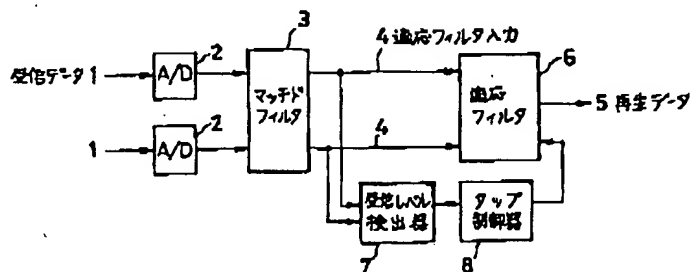 3
2
4 適応フィルタ入力
6
受信データ 1
A/D
マッチド
フィルタ
適応
フィルタ
5 再生データ
2
1
A/D
4
受信レベル
検出器
タップ
制御器
7
8